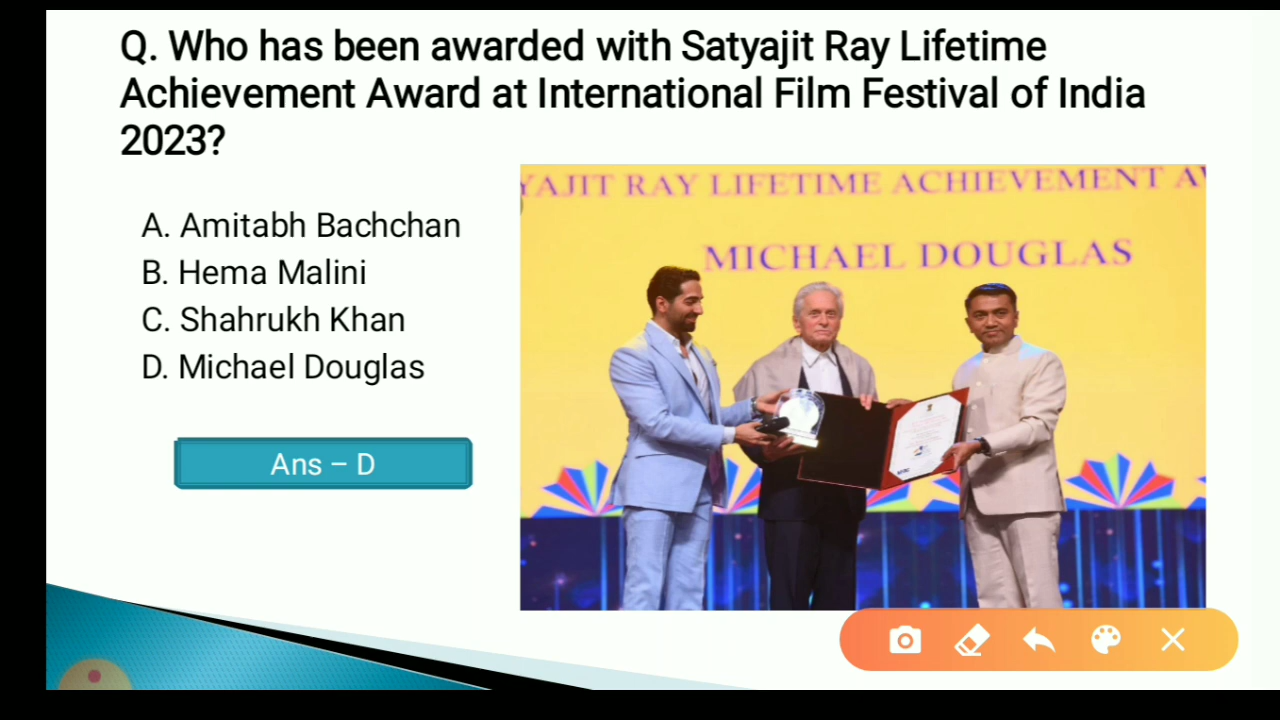 Q. Who has been awarded with Satyajit Ray Lifetime
Achievement Award at International Film Festival of India
2023?
A. Amitabh Bachchan
B. Hema Malini
C. Shahrukh Khan
D. Michael Douglas
Ans – D
YAJIT RAY LIFETIME ACHIEVEMENT A
MICHAEL DOUGLAS